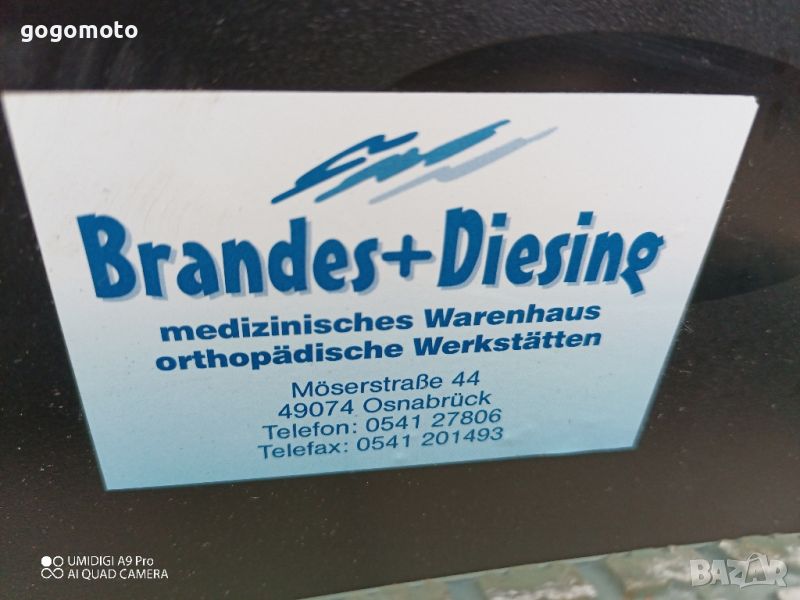 gogomoto
Brandes+Diesing
medizinisches Warenhaus
orthopädische Werkstätten
Möserstraße 44
49074 Osnabrück
Telefon: 0541 27806
Telefax: 0541 201493
UMIDIGI A9 Pro
AI QUAD CAMERA
BAZAR